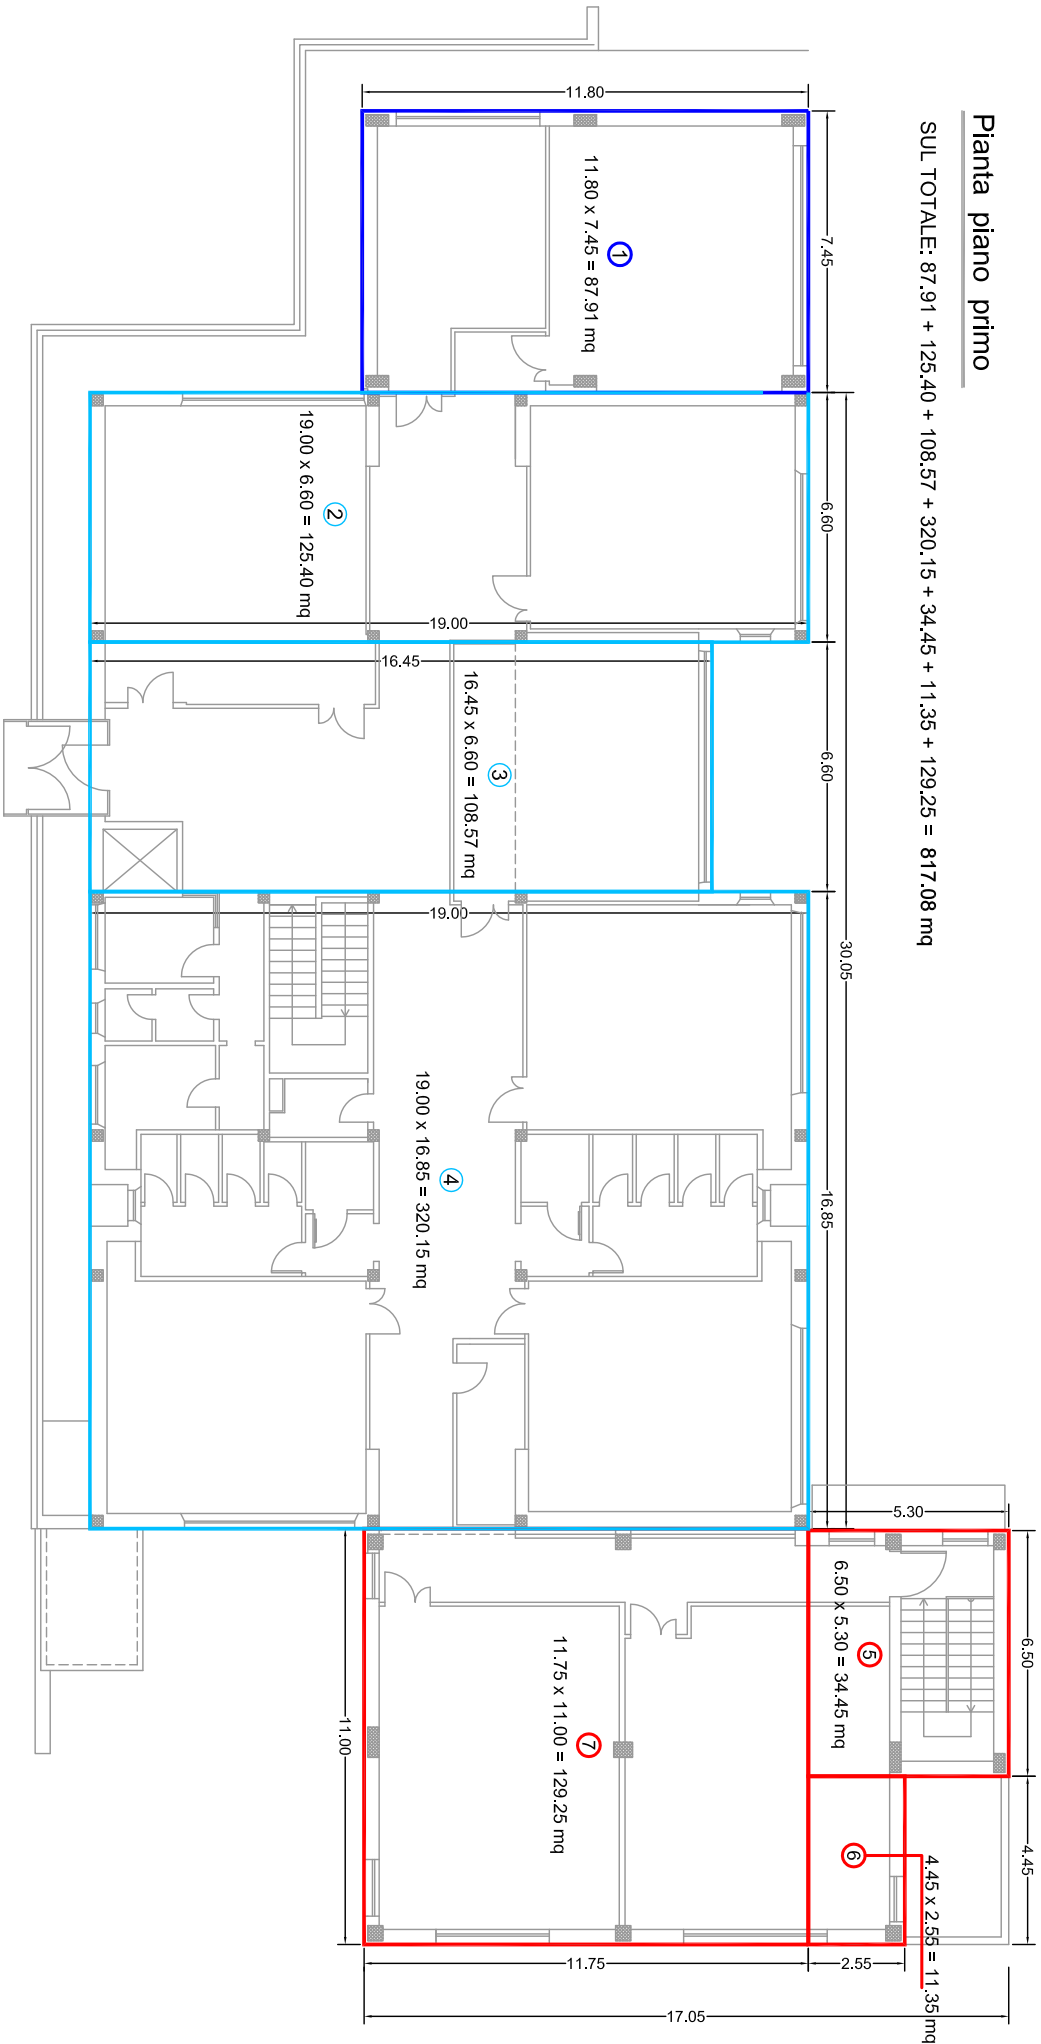 Pianta piano primo
SUL TOTALE: 87.91 + 125.40 + 108.57 + 320.15 + 34.45 + 11.35 + 129.25 = 817.08 mq
11.80
7.45
1
11.80 x 7.45 = 87.91 mq
6.60
30.05
2
19.00 x 6.60 = 125.40 mq
19.00
16.45
6.60
3
16.45 x 6.60 = 108.57 mq
19.00
16.85
4
19.00 x 16.85 = 320.15 mq
5.30
6.50
5
6.50 x 5.30 = 34.45 mq
4.45
6
4.45 x 2.55 = 11.35 mq
7
11.75 x 11.00 = 129.25 mq
11.00
11.75
2.55
17.05